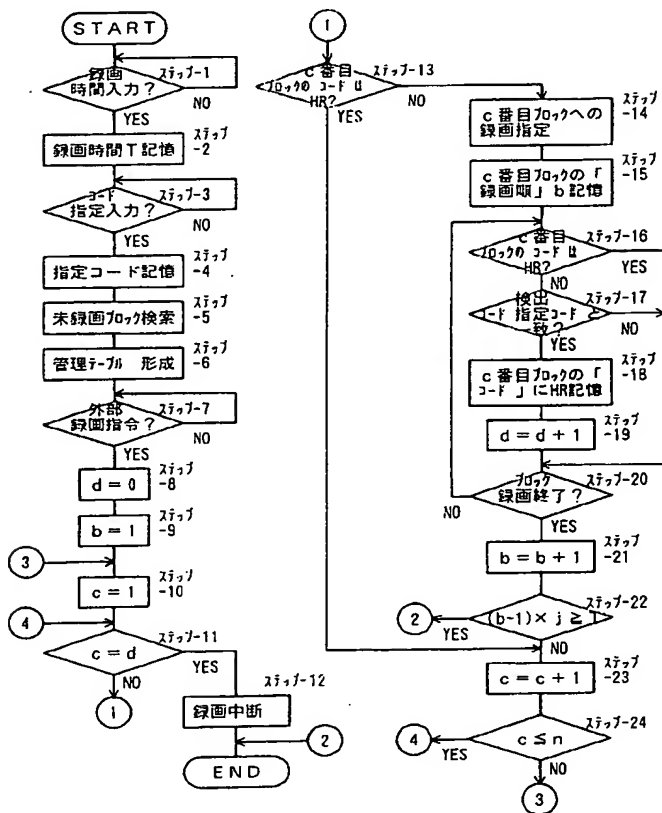 START
録画
時間入力?
ステップ-1
NO
YES
録画時間T記憶
ステップ
-2
コード
指定入力?
ステップ-3
NO
YES
指定コード記憶
ステップ
-4
未録画ブロック検索
ステップ
-5
管理テーブル 形成
ステップ
-6
外部
録画指令?
ステップ-7
NO
YES
d=0
ステップ
-8
b=1
ステップ
-9
3
c=1
ステップ
-10
4
c=d
ステップ-11
YES
NO
1
ステップ-12
録画中断
2
END
1
c番目
ブロックの コードは
HR?
ステップ-13
NO
YES
c番目ブロックへの
録画指定
ステップ
-14
c番目ブロックの「
録画順」b記憶
ステップ
-15
c番目
ブロックの コードは
HR?
ステップ-16
YES
NO
検出
コード 指定コード と
一致?
ステップ-17
NO
YES
c番目ブロックの「
コード 」にHR記憶
ステップ
-18
d=d+1
ステップ
-19
ブロック
録画終了?
ステップ-20
NO
YES
b=b+1
ステップ
-21
(b-1)×j≧T
ステップ-22
2
YES
NO
c=c+1
ステップ
-23
c≦n
ステップ-24
4
YES
NO
3